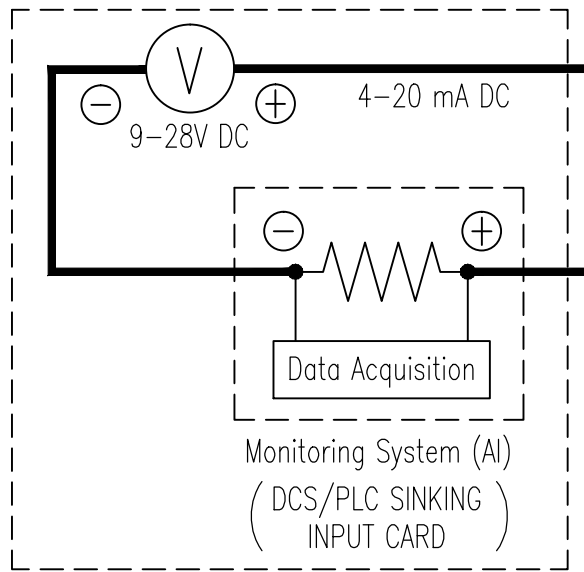 V
4-20 mA DC
9-28V DC
Data Acquisition
Monitoring System (AI)
(DCS/PLC SINKING
INPUT CARD)